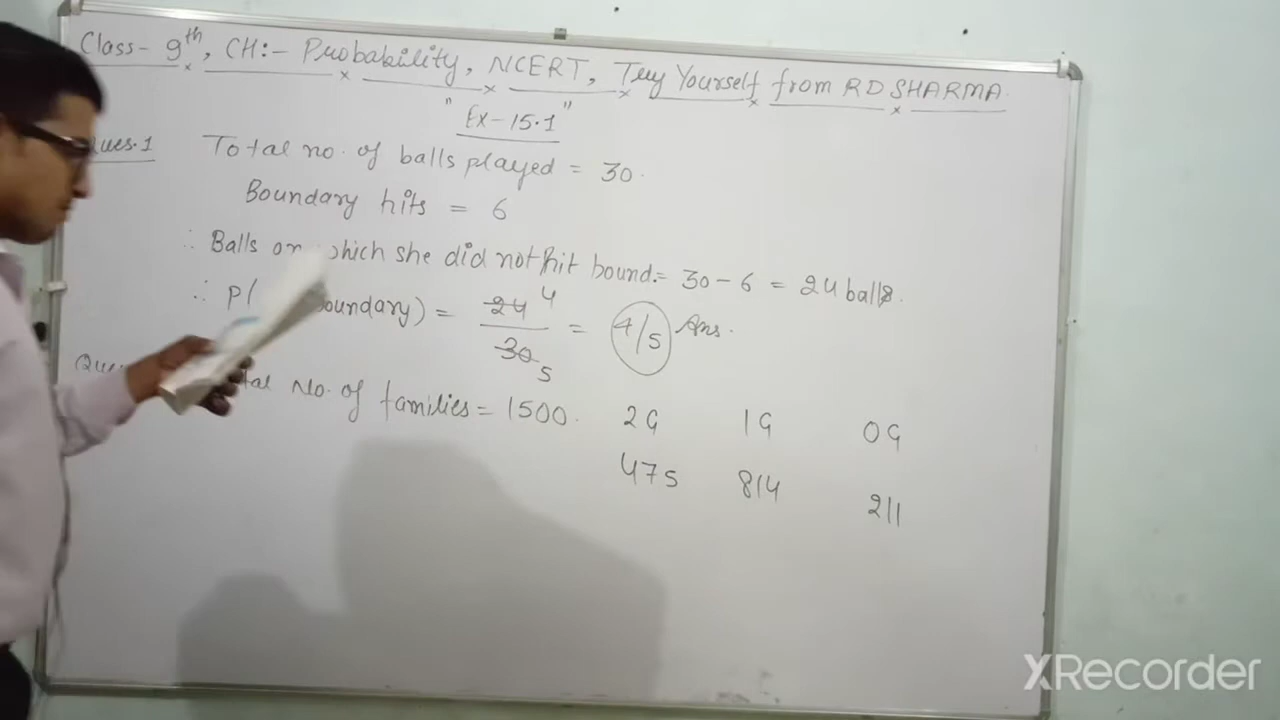 Class- 9th, CH:- Probability, NCERT, Try Yourself from RD SHARMA.
"Ex-15.1"
Ques.1 Total no. of balls played = 30.
Boundary hits = 6
∴ Balls on which she did not hit bound.= 30-6 = 24 balls.
∴ P( boundary) = 24 4 / 30 5 = 4/5 Ans.
No. of families = 1500. 2G 1G 0G
475 814 211
XRecorder